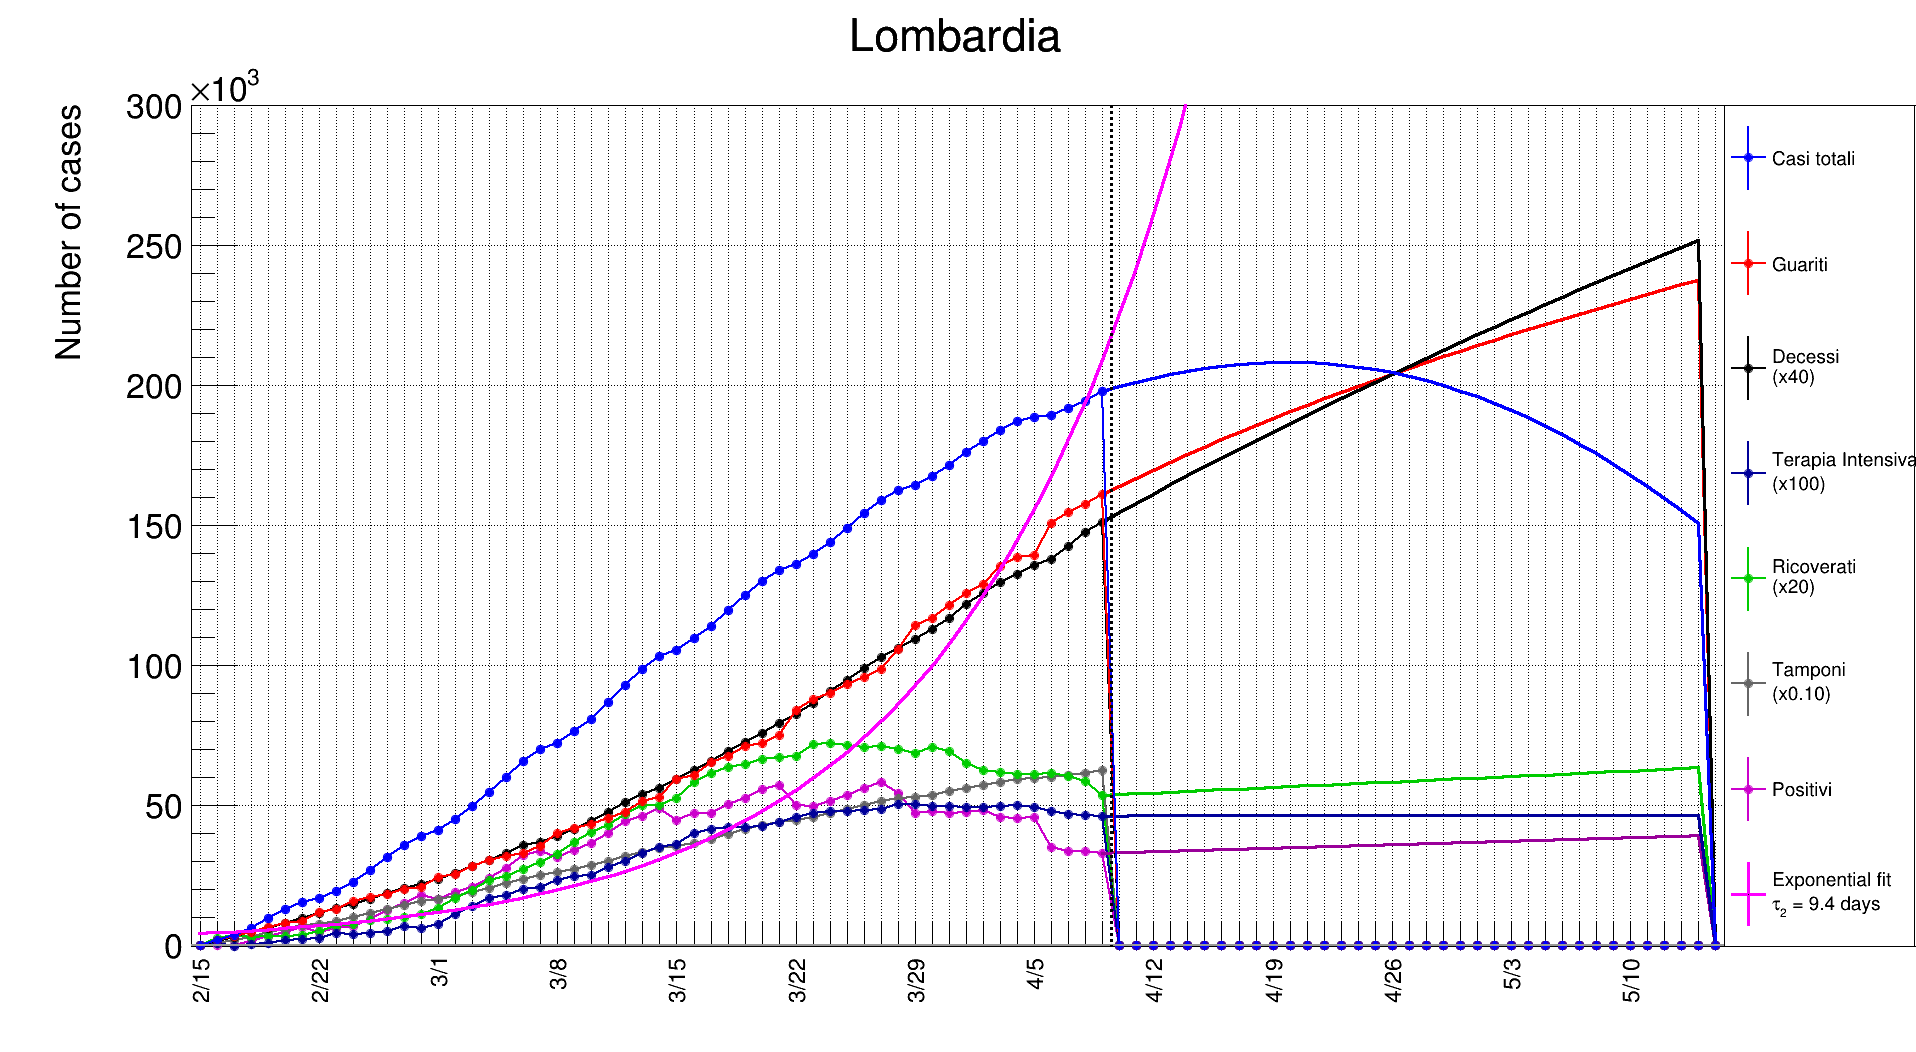 Lombardia
×10³
Number of cases
300
250
200
150
100
50
0
2/15
2/22
3/1
3/8
3/15
3/22
3/29
4/5
4/12
4/19
4/26
5/3
5/10
Casi totali
Guariti
Decessi
(x40)
Terapia Intensiva
(x100)
Ricoverati
(x20)
Tamponi
(x0.10)
Positivi
Exponential fit
τ₂ = 9.4 days